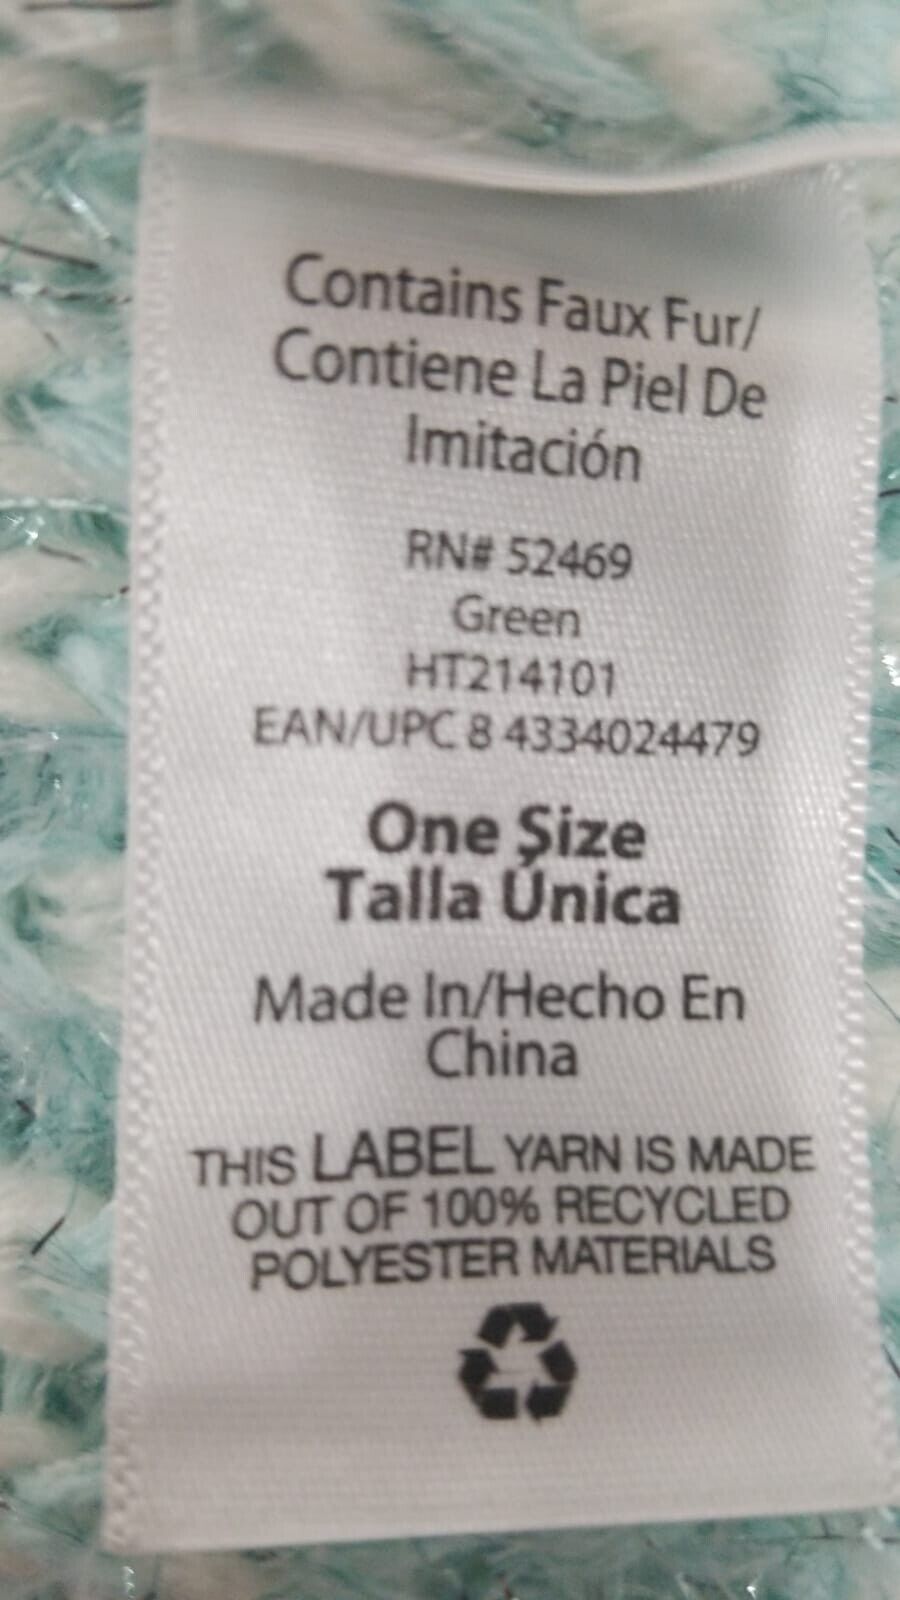 Contains Faux Fur/
Contiene La Piel De
Imitación
RN# 52469
Green
HT214101
EAN/UPC 8 4334024479
One Size
Talla Única
Made In/Hecho En
China
THIS LABEL YARN IS MADE
OUT OF 100% RECYCLED
POLYESTER MATERIALS